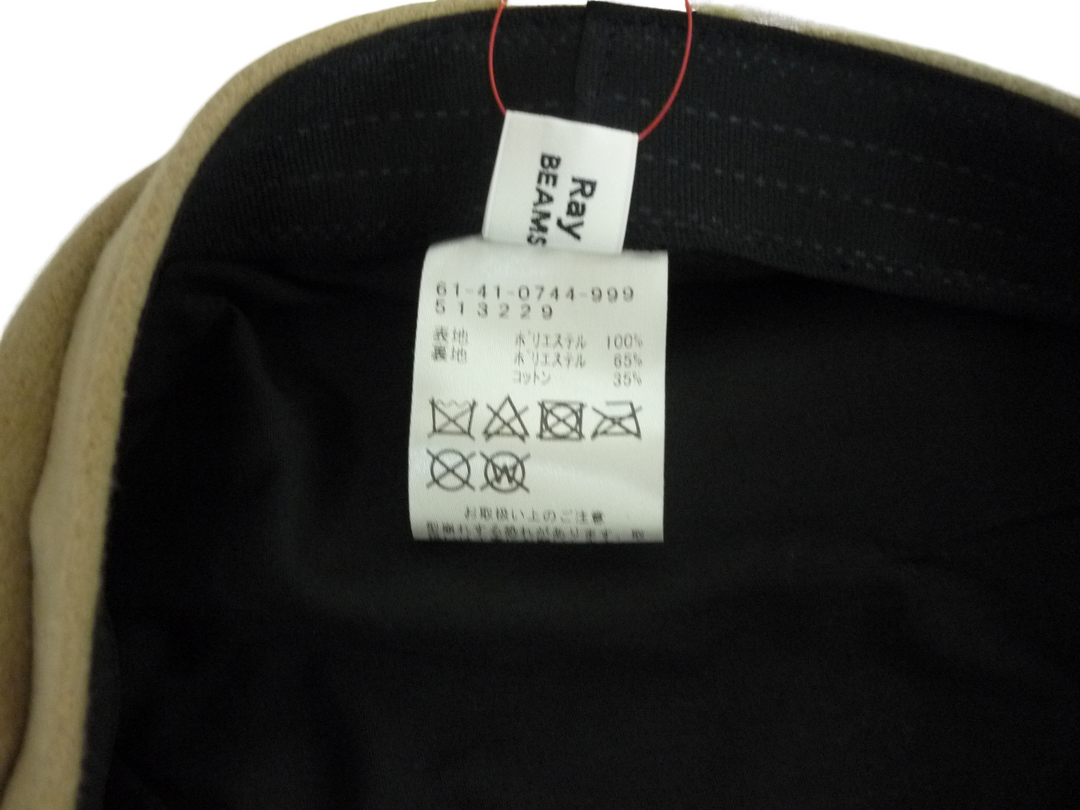 Ray
BEAMS
61-41-0744-999
513229
表地 ポリエステル 100%
裏地 ポリエステル 65%
コットン 35%
W
お取扱い上のご注意